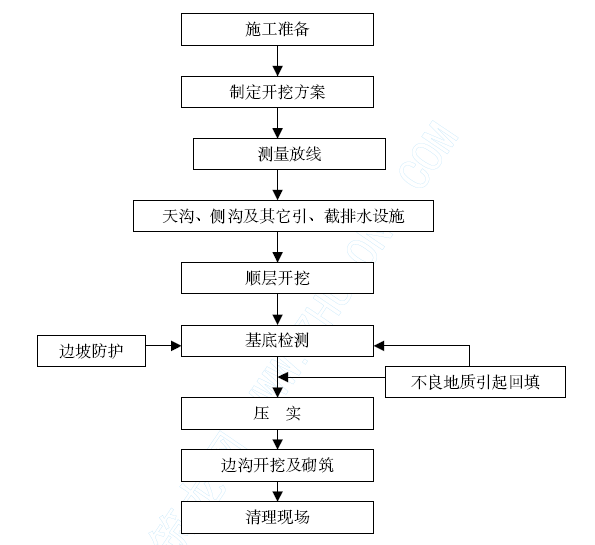 施工准备
制定开挖方案
测量放线
天沟、侧沟及其它引、截排水设施
顺层开挖
基底检测
边坡防护
不良地质引起回填
压 实
边沟开挖及砌筑
清理现场